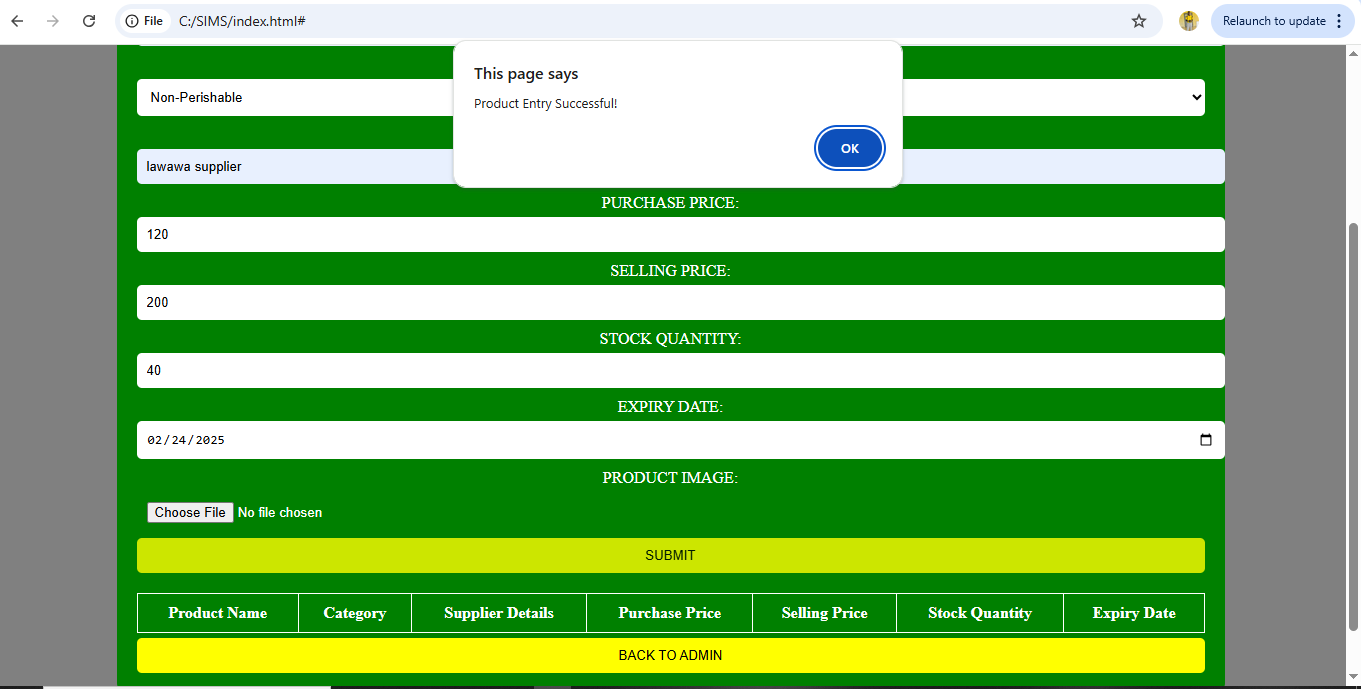 File C:/SIMS/index.html# Relaunch to update
This page says
Product Entry Successful!
OK
Non-Perishable
lawawa supplier
PURCHASE PRICE:
120
SELLING PRICE:
200
STOCK QUANTITY:
40
EXPIRY DATE:
02/24/2025
PRODUCT IMAGE:
Choose File No file chosen
SUBMIT
Product Name Category Supplier Details Purchase Price Selling Price Stock Quantity Expiry Date
BACK TO ADMIN